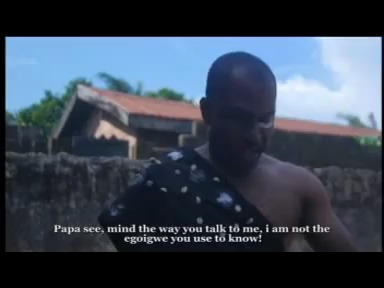 Papa see, mind the way you talk to me, i am not the
egoigwe you use to know!